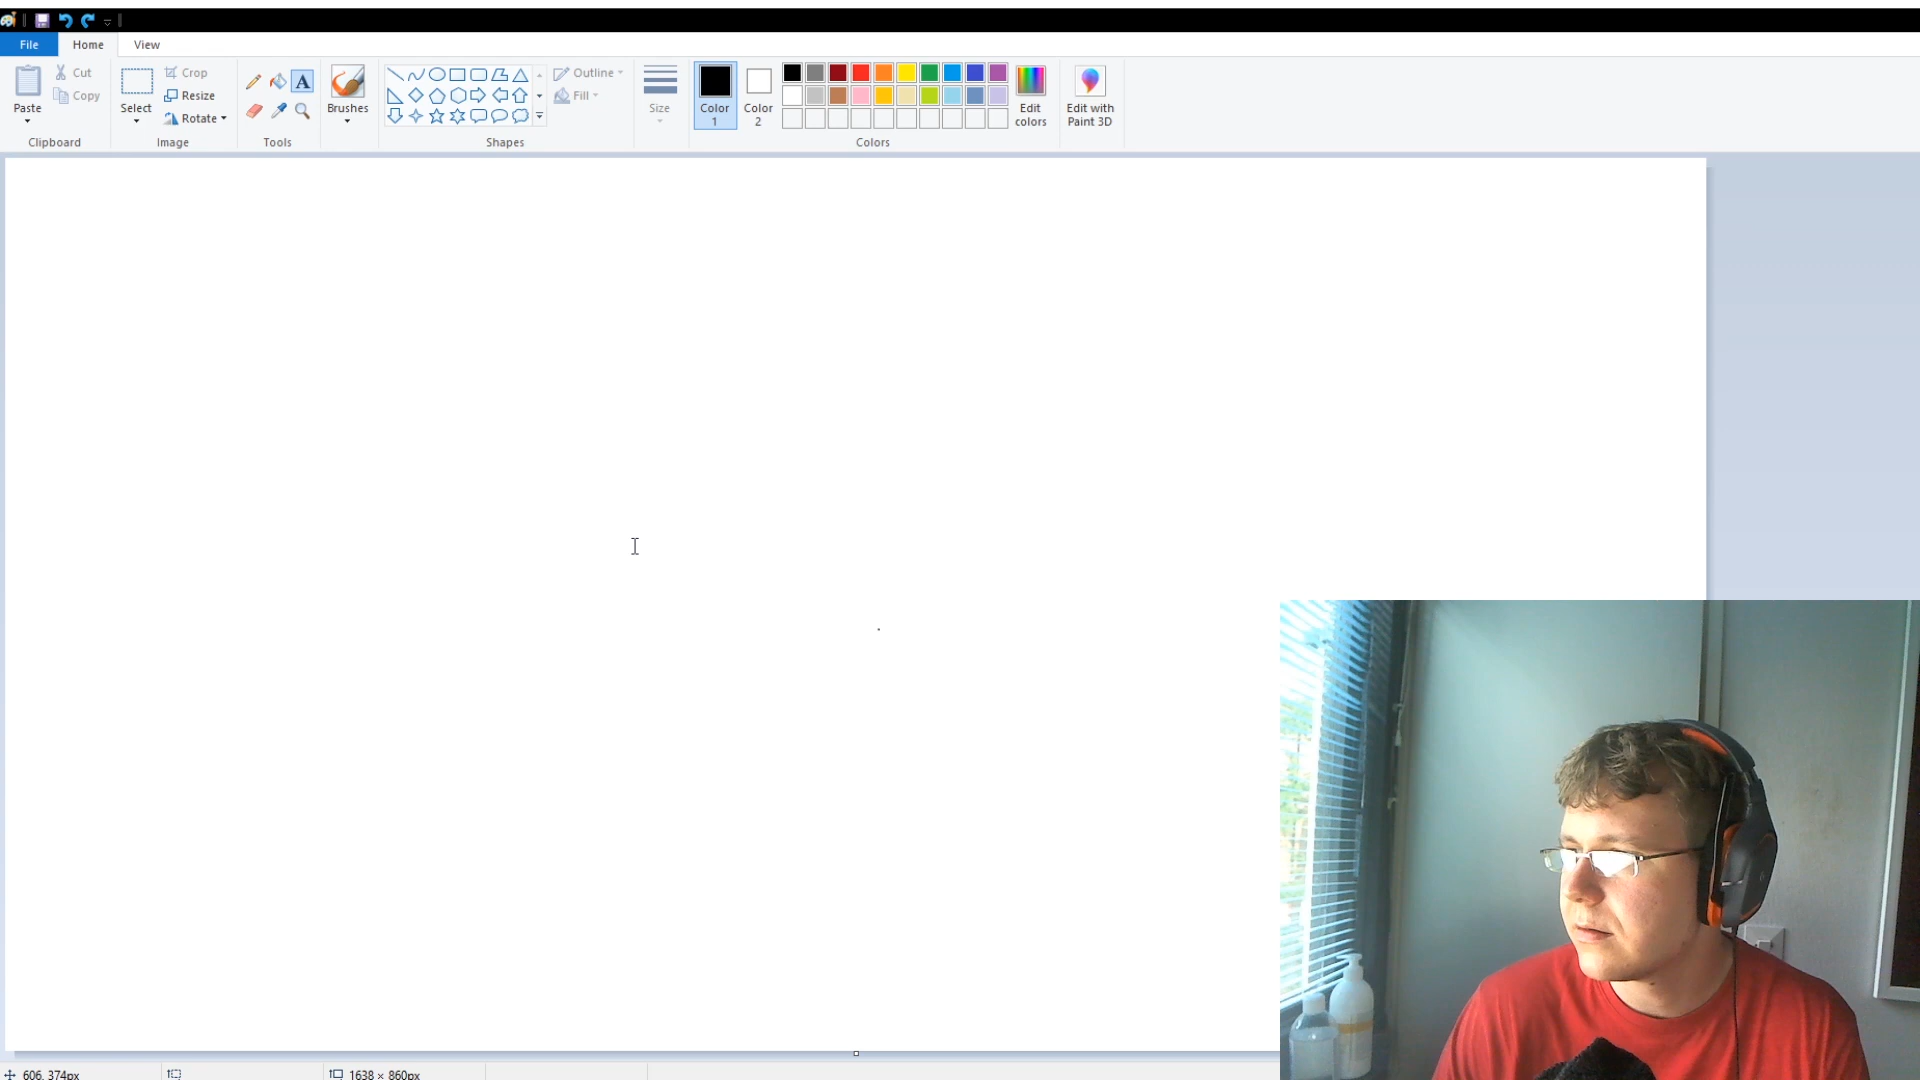 File Home View
Paste
Cut
Copy
Clipboard
Select
Crop
Resize
Rotate
Image
A
Tools
Brushes
Shapes
Outline
Fill
Size
Color
1
Color
2
Edit
colors
Colors
Edit with
Paint 3D
606, 374px
1638 × 860px